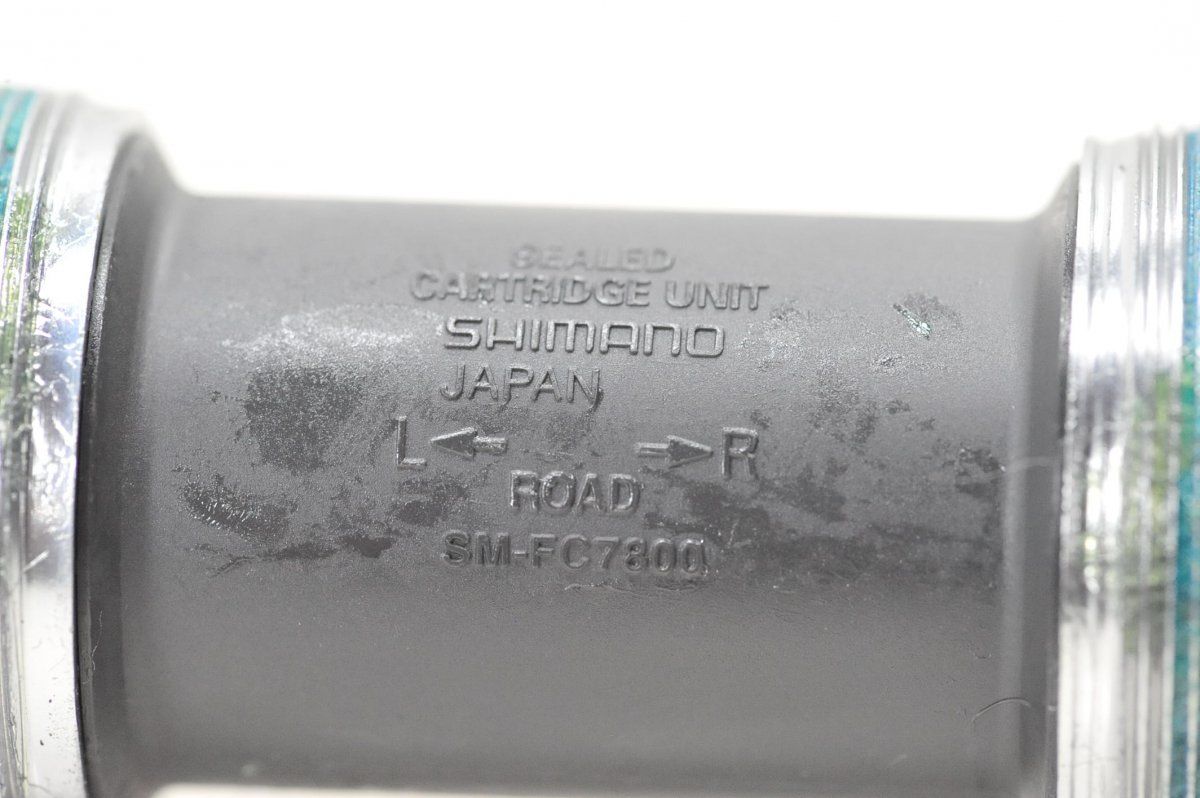 SEALED
CARTRIDGE UNIT
SHIMANO
JAPAN
L R
ROAD
SM-FC7800